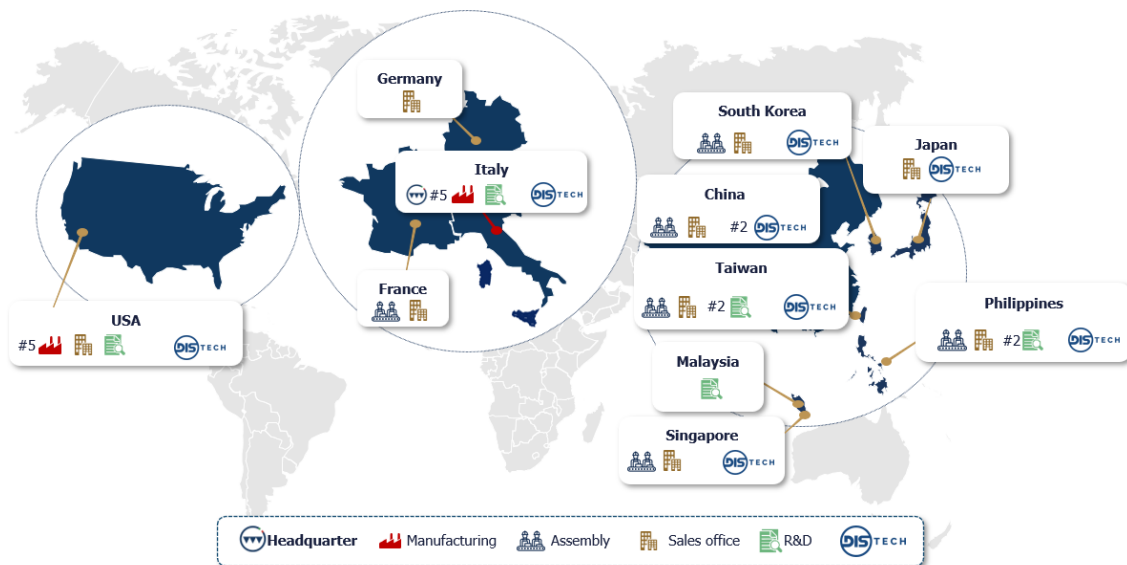 Germany
South Korea
DIS TECH
Japan
DIS TECH
Italy
#5 DIS TECH
China
#2 DIS TECH
Taiwan
#2 DIS TECH
France
Philippines
#2 DIS TECH
USA
#5 DIS TECH
Malaysia
Singapore
DIS TECH
Headquarter Manufacturing Assembly Sales office R&D DIS TECH